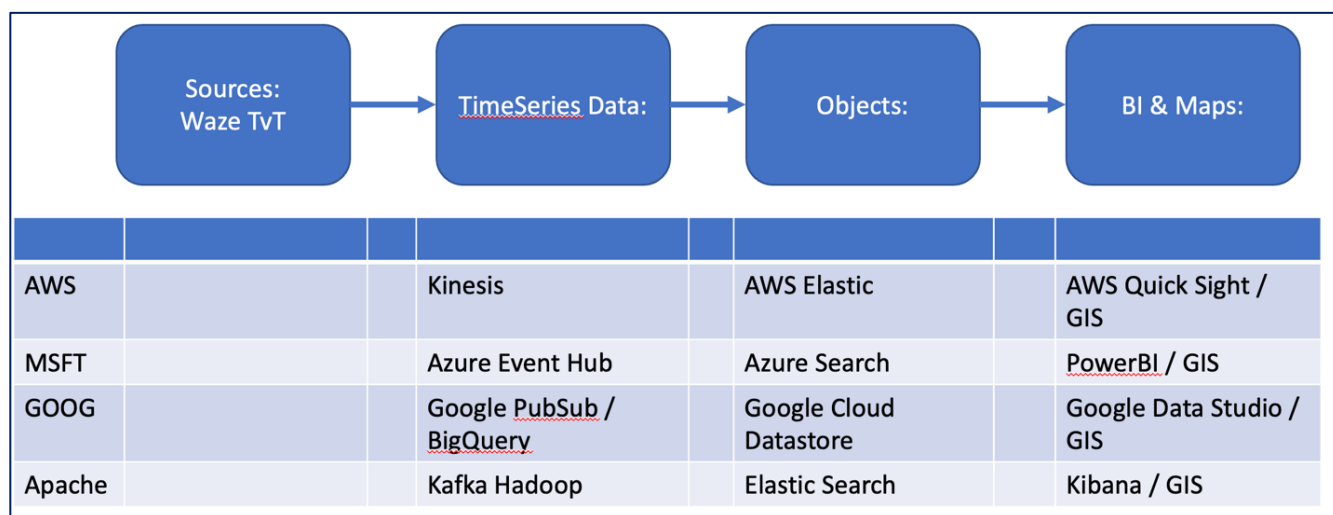 Sources:
Waze TvT
TimeSeries Data:
Objects:
BI & Maps:
AWS
Kinesis
AWS Elastic
AWS Quick Sight /
GIS
MSFT
Azure Event Hub
Azure Search
PowerBI / GIS
GOOG
Google PubSub /
BigQuery
Google Cloud
Datastore
Google Data Studio /
GIS
Apache
Kafka Hadoop
Elastic Search
Kibana / GIS